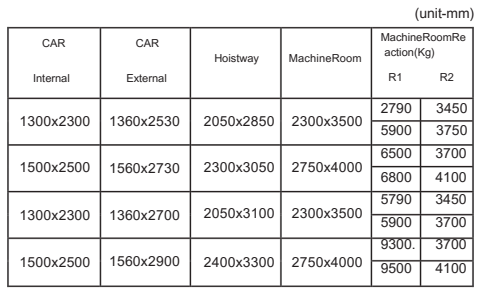 (unit-mm)
CAR CAR Hoistway MachineRoom MachineRoomRe
action(Kg)
Internal External R1 R2
1300x2300 1360x2530 2050x2850 2300x3500 2790 3450
5900 3750
1500x2500 1560x2730 2300x3050 2750x4000 6500 3700
6800 4100
1300x2300 1360x2700 2050x3100 2300x3500 5790 3450
5900 3700
1500x2500 1560x2900 2400x3300 2750x4000 9300. 3700
9500 4100